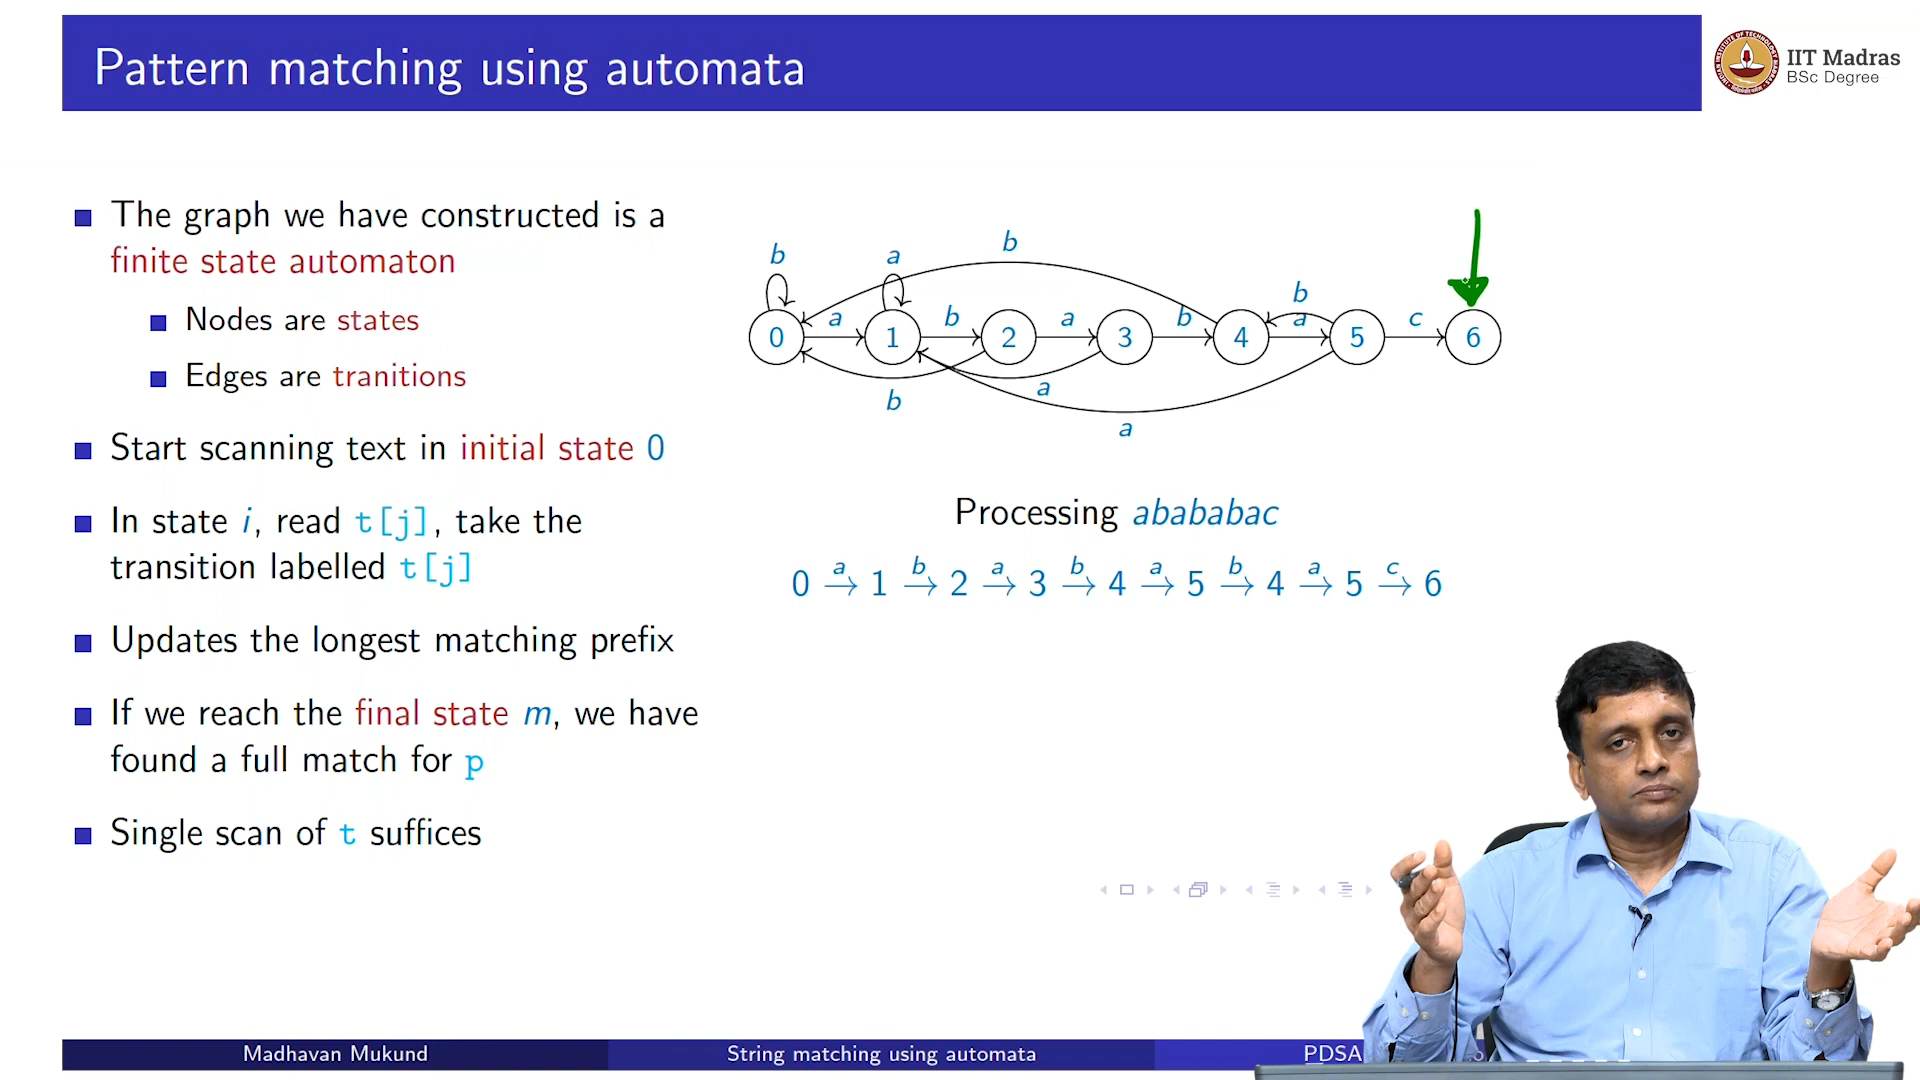 Pattern matching using automata
IIT Madras
BSc Degree
The graph we have constructed is a
finite state automaton
Nodes are states
Edges are tranitions
Start scanning text in initial state 0
In state i, read t[j], take the
transition labelled t[j]
Updates the longest matching prefix
If we reach the final state m, we have
found a full match for p
Single scan of t suffices
b
b a
b
0 a 1 b 2 a 3 b 4 a 5 c 6
b
a
a
Processing abababac
0 a→ 1 b→ 2 a→ 3 b→ 4 a→ 5 b→ 4 a→ 5 c→ 6
Madhavan Mukund
String matching using automata
PDSA